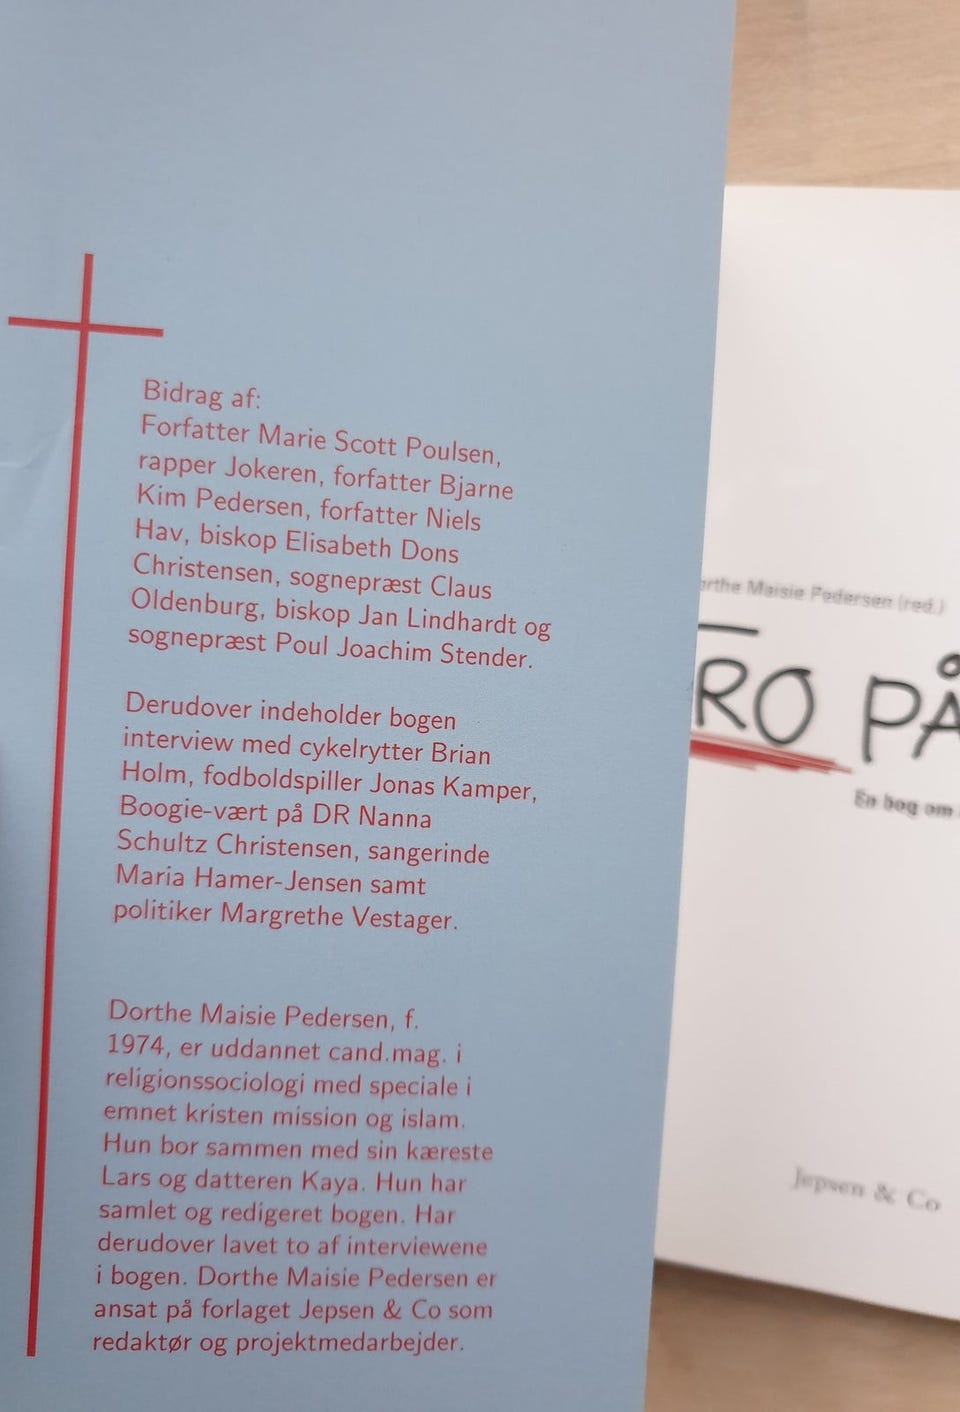 Bidrag af:
Forfatter Marie Scott Poulsen,
rapper Jokeren, forfatter Bjarne
Kim Pedersen, forfatter Niels
Hav, biskop Elisabeth Dons
Christensen, sognepræst Claus
Oldenburg, biskop Jan Lindhardt og
sognepræst Poul Joachim Stender.
Derudover indeholder bogen
interview med cykelrytter Brian
Holm, fodboldspiller Jonas Kamper,
Boogie-vært på DR Nanna
Schultz Christensen, sangerinde
Maria Hamer-Jensen samt
politiker Margrethe Vestager.
Dorthe Maisie Pedersen, f.
1974, er uddannet cand.mag. i
religionssociologi med speciale i
emnet kristen mission og islam.
Hun bor sammen med sin kæreste
Lars og datteren Kaya. Hun har
samlet og redigeret bogen. Har
derudover lavet to af interviewene
i bogen. Dorthe Maisie Pedersen er
ansat på forlaget Jepsen & Co som
redaktør og projektmedarbejder.
Maisie Pedersen (red.)
TRO PÅ
En bog om
Jepsen & Co